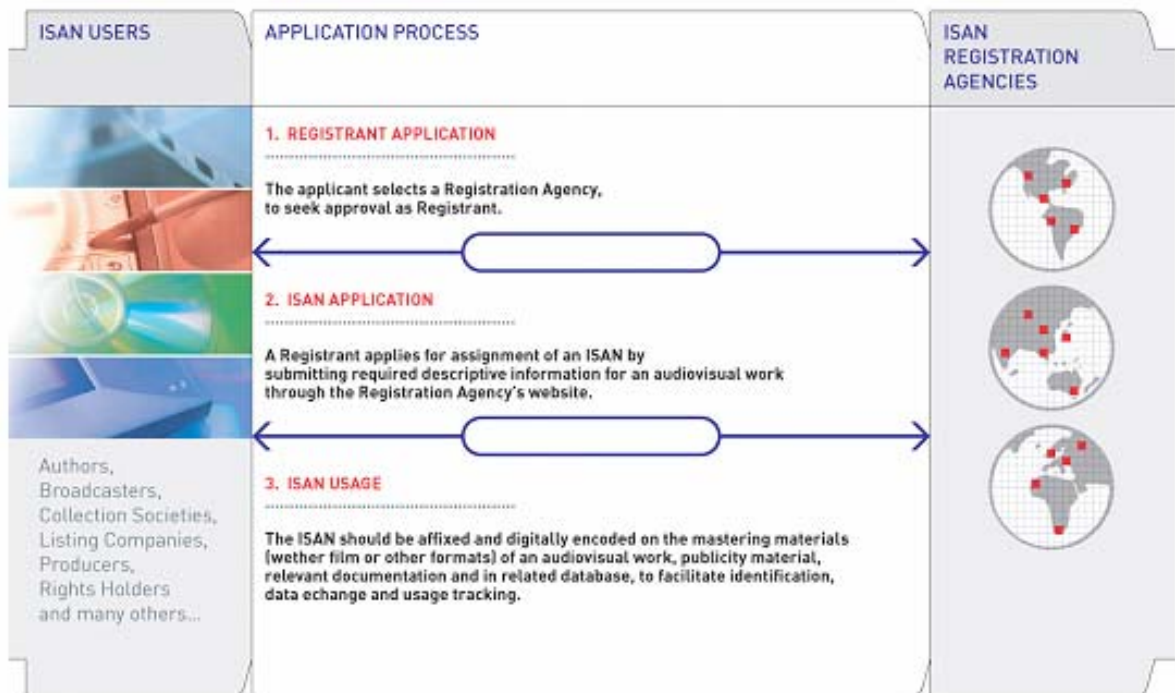 ISAN USERS
APPLICATION PROCESS
ISAN
REGISTRATION
AGENCIES
1. REGISTRANT APPLICATION
The applicant selects a Registration Agency,
to seek approval as Registrant.
2. ISAN APPLICATION
A Registrant applies for assignment of an ISAN by
submitting required descriptive information for an audiovisual work
through the Registration Agency's website.
3. ISAN USAGE
The ISAN should be affixed and digitally encoded on the mastering materials
(wether film or other formats) of an audiovisual work, publicity material,
relevant documentation and in related database, to facilitate identification,
data echange and usage tracking.
Authors,
Broadcasters,
Collection Societies,
Listing Companies,
Producers,
Rights Holders
and many others...